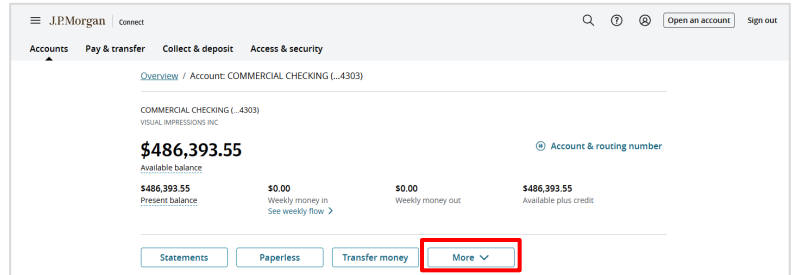 J.P.Morgan | Connect Open an account Sign out
Accounts Pay & transfer Collect & deposit Access & security
Overview / Account: COMMERCIAL CHECKING (...4303)
COMMERCIAL CHECKING (...4303)
VISUAL IMPRESSIONS INC
$486,393.55 Account & routing number
Available balance
$486,393.55 $0.00 $0.00 $486,393.55
Present balance Weekly money in Weekly money out Available plus credit
See weekly flow
Statements Paperless Transfer money More